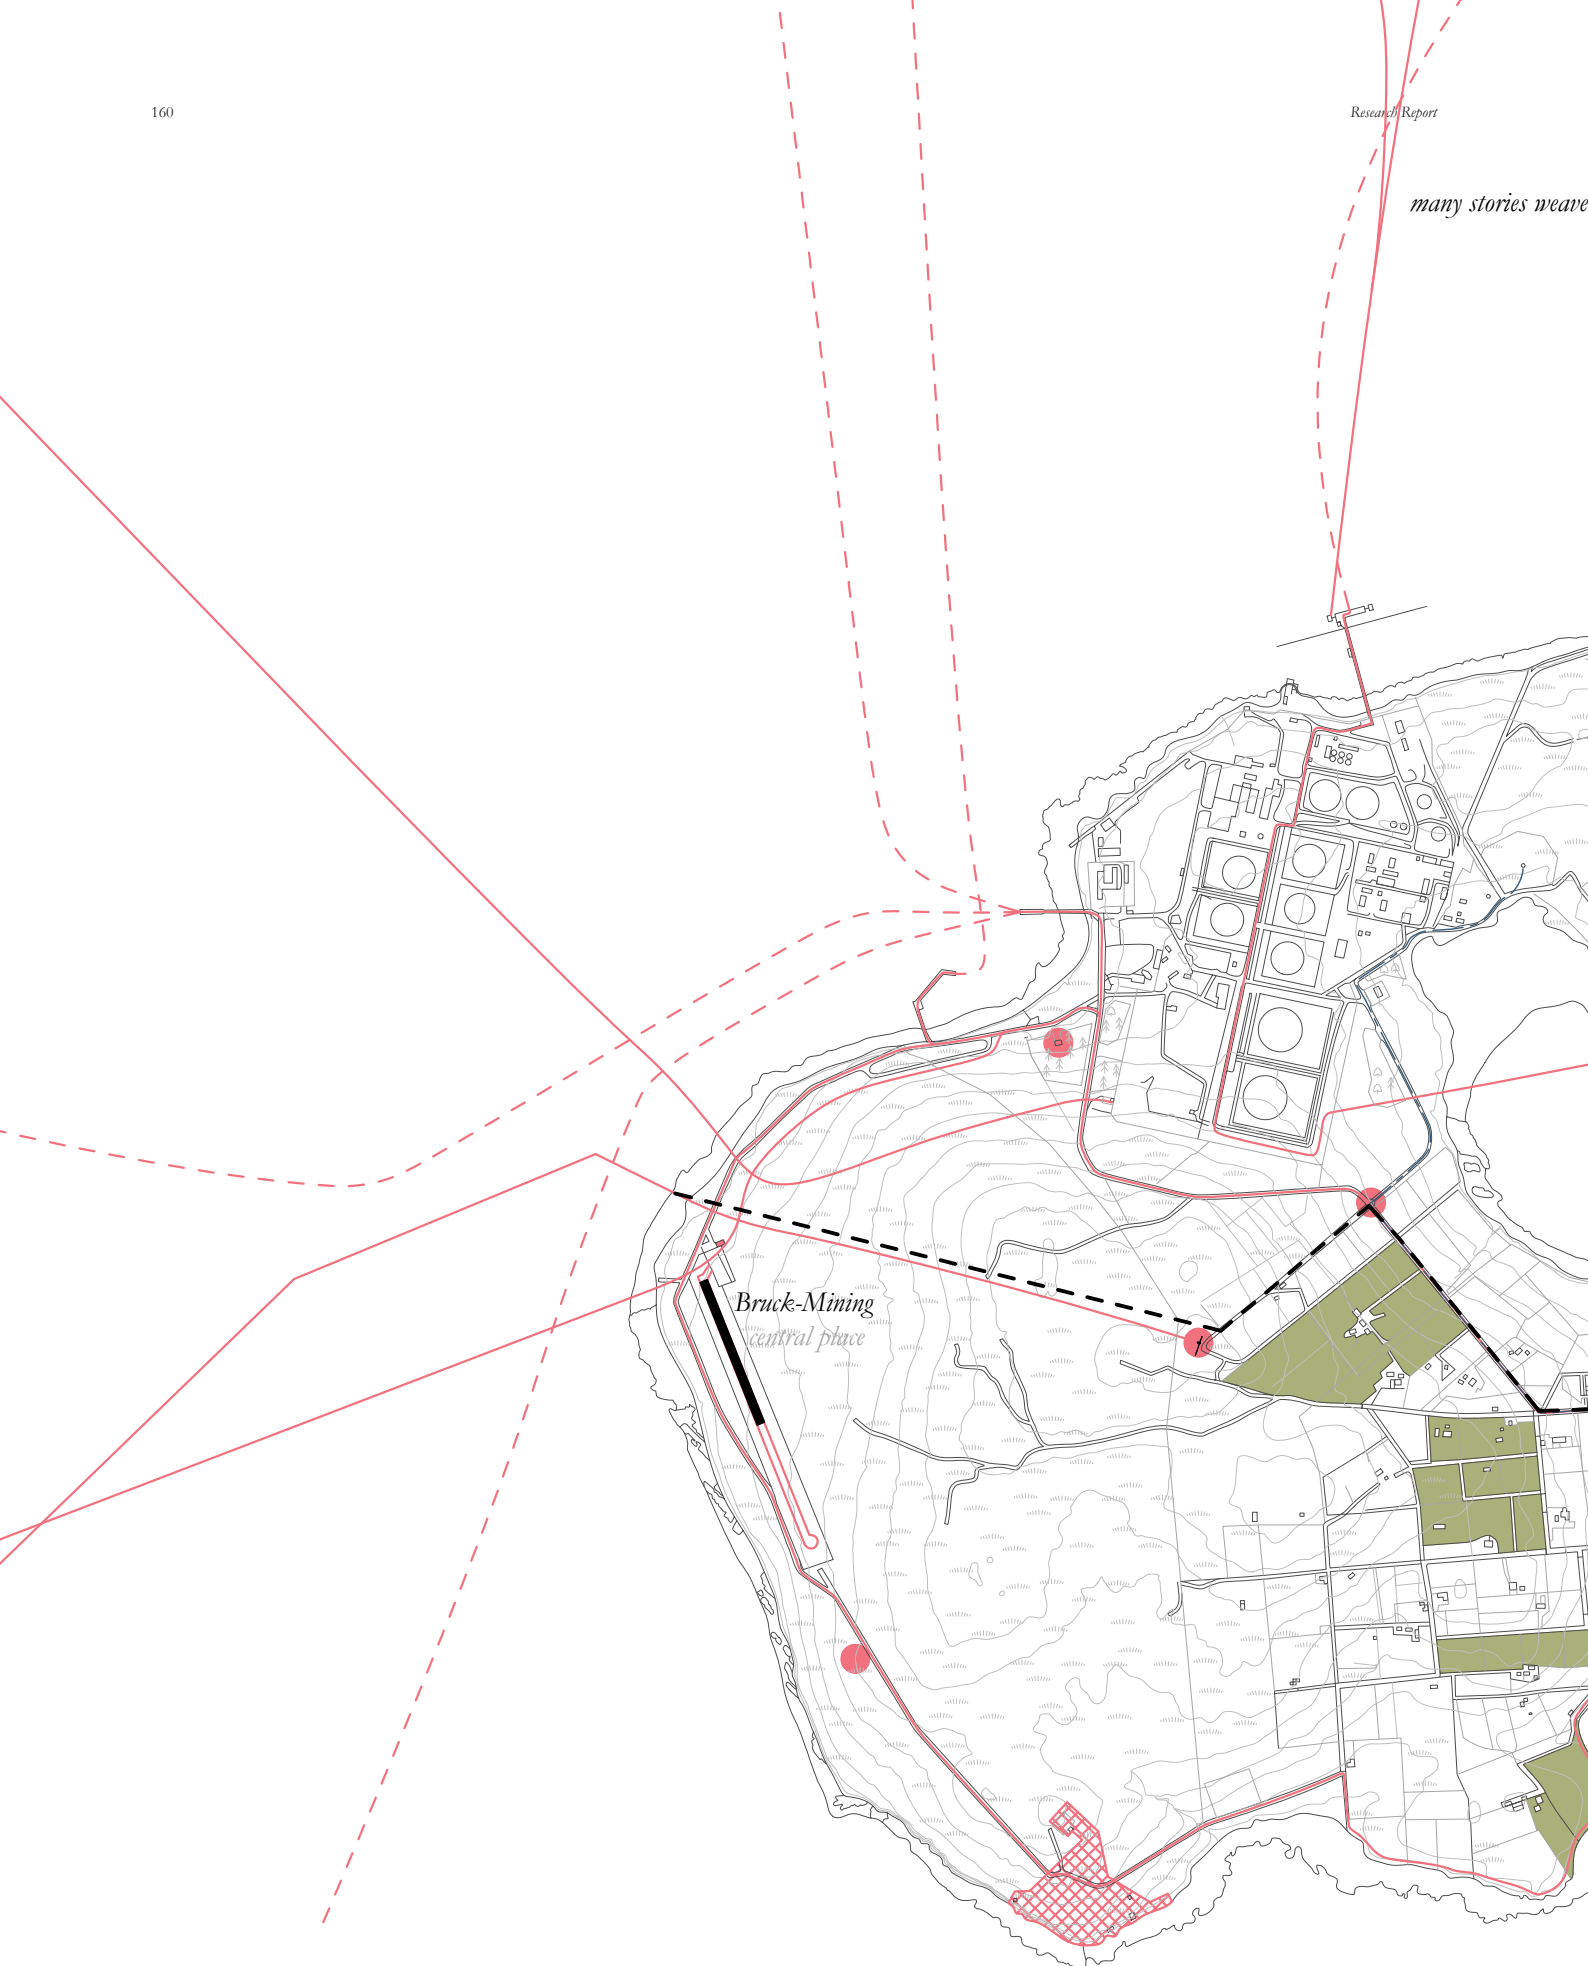 160
Research Report
many stories weave
Bruck-Mining
central place